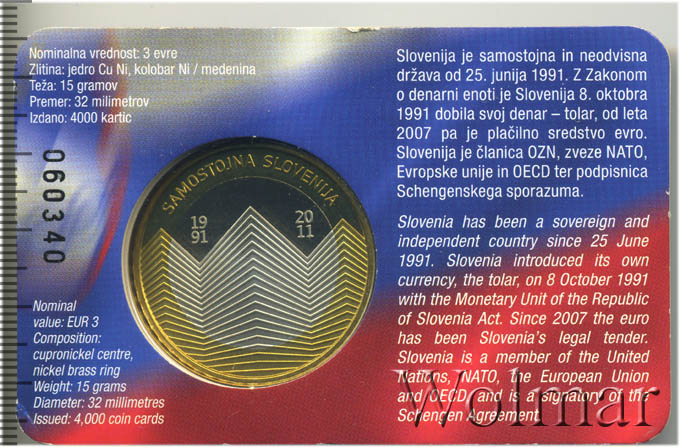 Nominalna vrednost: 3 evre
Zlitina: jedro Cu Ni, kolobar Ni / medenina
Teža: 15 gramov
Premer: 32 milimetrov
Izdano: 4000 kartic
060340
Nominal
value: EUR 3
Composition:
cupronickel centre,
nickel brass ring
Weight: 15 grams
Diameter: 32 millimetres
Issued: 4,000 coin cards
SAMOSTOJNA SLOVENIJA
19
91
20
11
Slovenija je samostojna in neodvisna
država od 25. junija 1991. Z Zakonom
o denarni enoti je Slovenija 8. oktobra
1991 dobila svoj denar – tolar, od leta
2007 pa je plačilno sredstvo evro.
Slovenija je članica OZN, zveze NATO,
Evropske unije in OECD ter podpisnica
Schengenskega sporazuma.
Slovenia has been a sovereign and
independent country since 25 June
1991. Slovenia introduced its own
currency, the tolar, on 8 October 1991
with the Monetary Unit of the Republic
of Slovenia Act. Since 2007 the euro
has been Slovenia's legal tender.
Slovenia is a member of the United
Nations, NATO, the European Union
and OECD, and is a signatory of the
Schengen Agreement.
Wolmar